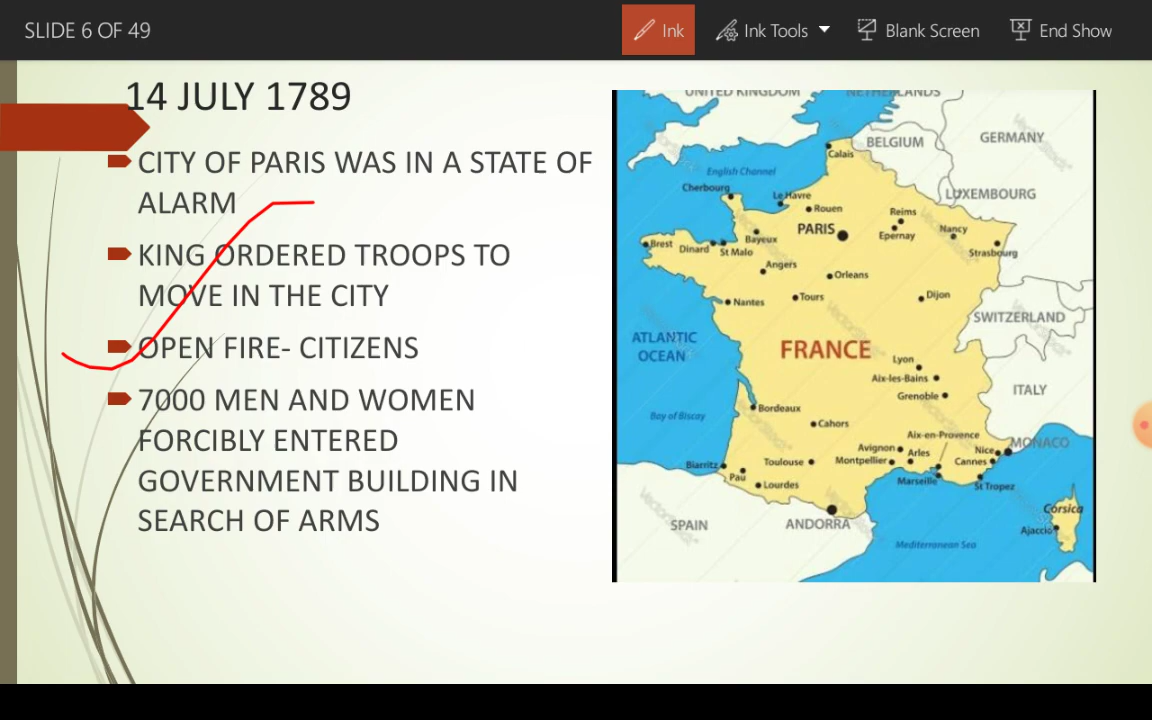 SLIDE 6 OF 49
Ink
Ink Tools
Blank Screen
End Show
14 JULY 1789
CITY OF PARIS WAS IN A STATE OF
ALARM
KING ORDERED TROOPS TO
MOVE IN THE CITY
OPEN FIRE- CITIZENS
7000 MEN AND WOMEN
FORCIBLY ENTERED
GOVERNMENT BUILDING IN
SEARCH OF ARMS
UNITED KINGDOM
NETHERLANDS
BELGIUM
GERMANY
Calais
English Channel
LUXEMBOURG
Cherbourg
Le Havre
Rouen
Reims
PARIS
Epernay
Nancy
Brest
Dinard
St Malo
Bayeux
Strasbourg
Angers
Orleans
Nantes
Tours
Dijon
SWITZERLAND
ATLANTIC
OCEAN
FRANCE
Lyon
Aix-les-Bains
Grenoble
ITALY
Bay of Biscay
Bordeaux
Cahors
Aix-en-Provence
Avignon
Arles
Nice
MONACO
Toulouse
Montpellier
Cannes
Biarritz
Pau
Lourdes
Marseille
St Tropez
SPAIN
ANDORRA
Corsica
Ajaccio
Mediterranean Sea